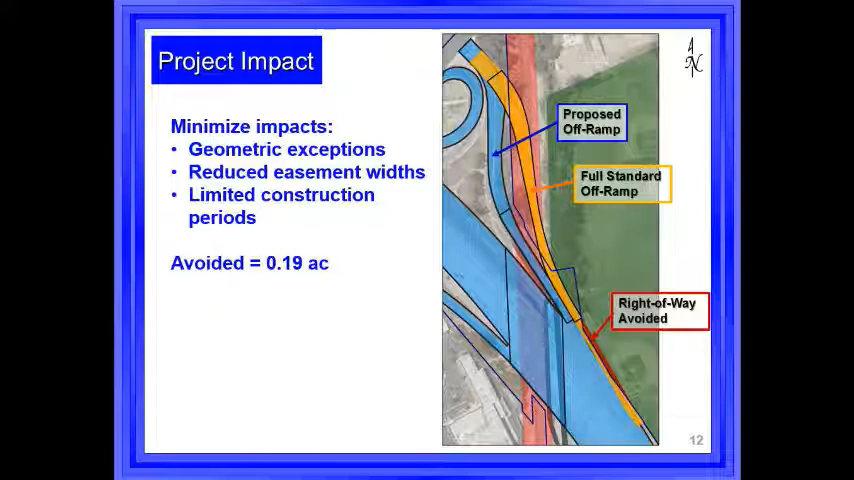 Project Impact
Minimize impacts:
• Geometric exceptions
• Reduced easement widths
• Limited construction
periods
Avoided = 0.19 ac
N
Proposed
Off-Ramp
Full Standard
Off-Ramp
Right-of-Way
Avoided
12